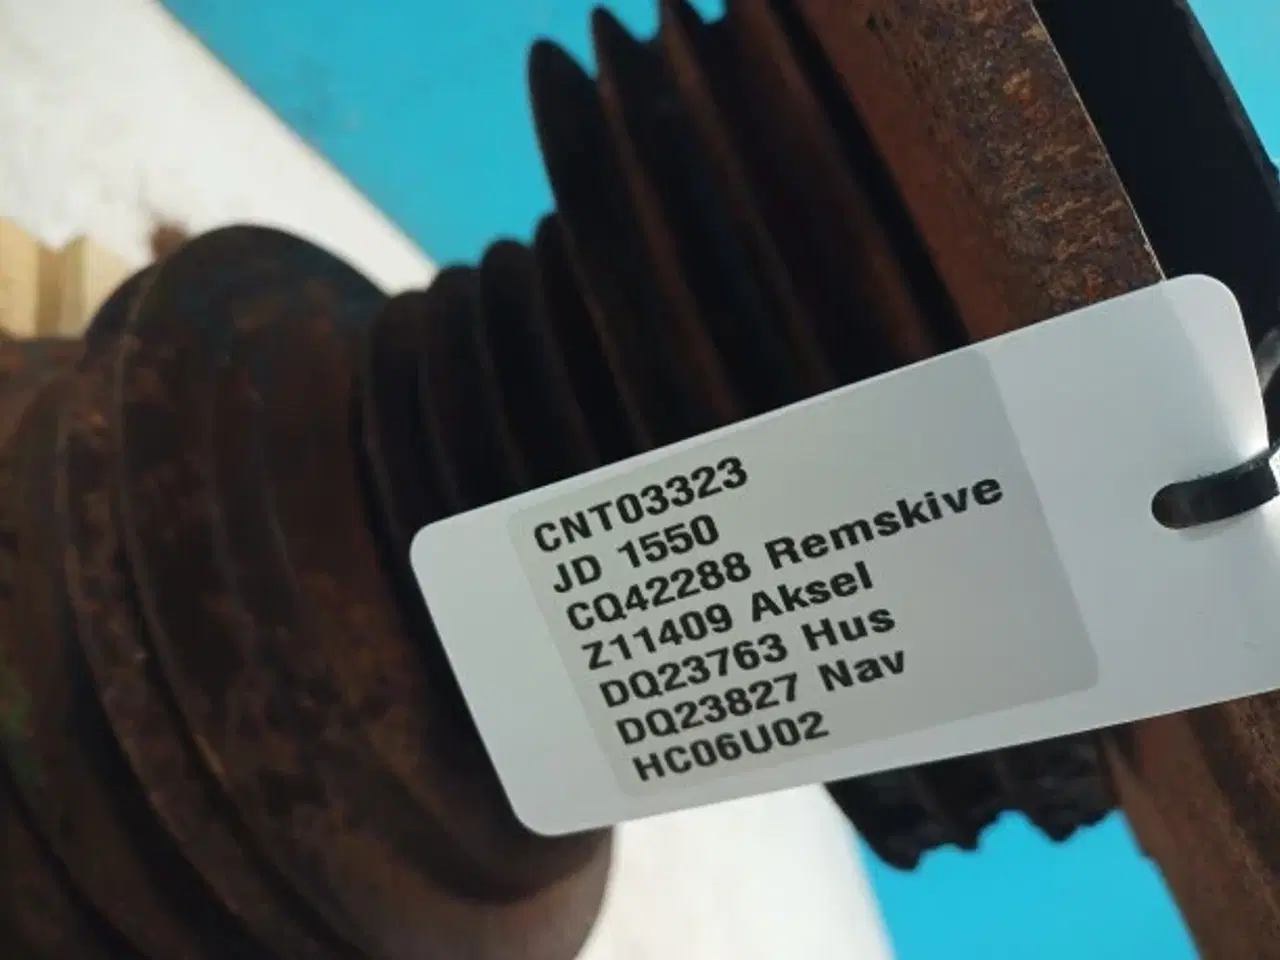 CNT03323
JD 1550
CQ42288 Remskive
Z11409 Aksel
DQ23763 Hus
DQ23827 Nav
HC06U02